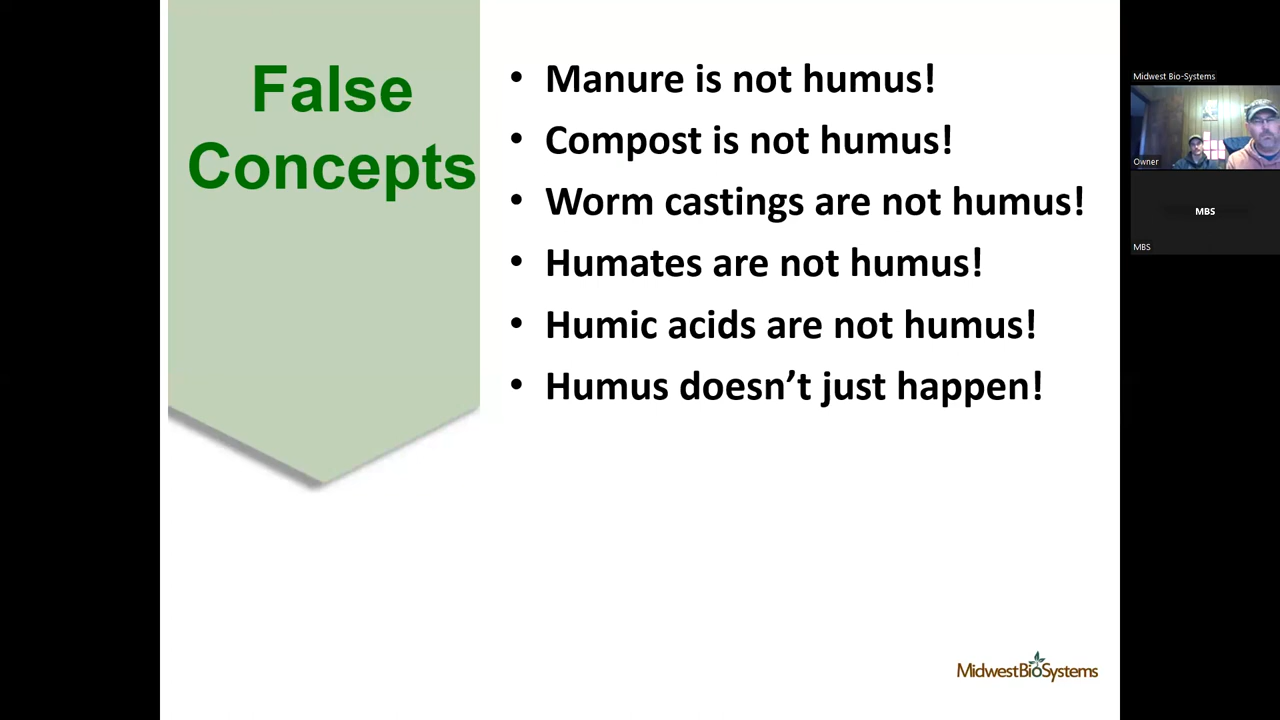 False
Concepts
• Manure is not humus!
• Compost is not humus!
• Worm castings are not humus!
• Humates are not humus!
• Humic acids are not humus!
• Humus doesn’t just happen!
MidwestBioSystems
Midwest Bio-Systems
Owner
MBS
MBS